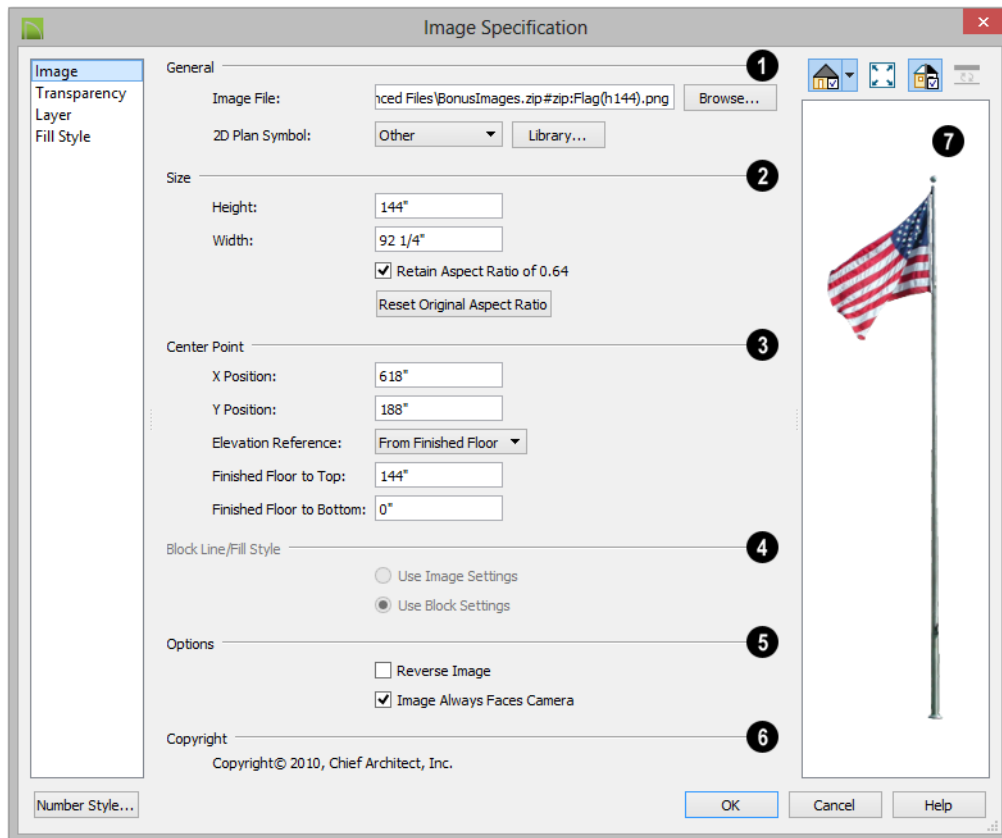 Image Specification
Image
Transparency
Layer
Fill Style
General
1
Image File:
nced Files\BonusImages.zip#zip:Flag(h144).png
Browse...
2D Plan Symbol:
Other
Library...
Size
2
Height:
144"
Width:
92 1/4"
Retain Aspect Ratio of 0.64
Reset Original Aspect Ratio
Center Point
3
X Position:
618"
Y Position:
188"
Elevation Reference:
From Finished Floor
Finished Floor to Top:
144"
Finished Floor to Bottom:
0"
Block Line/Fill Style
4
Use Image Settings
Use Block Settings
Options
5
Reverse Image
Image Always Faces Camera
Copyright
6
Copyright© 2010, Chief Architect, Inc.
7
Number Style...
OK
Cancel
Help